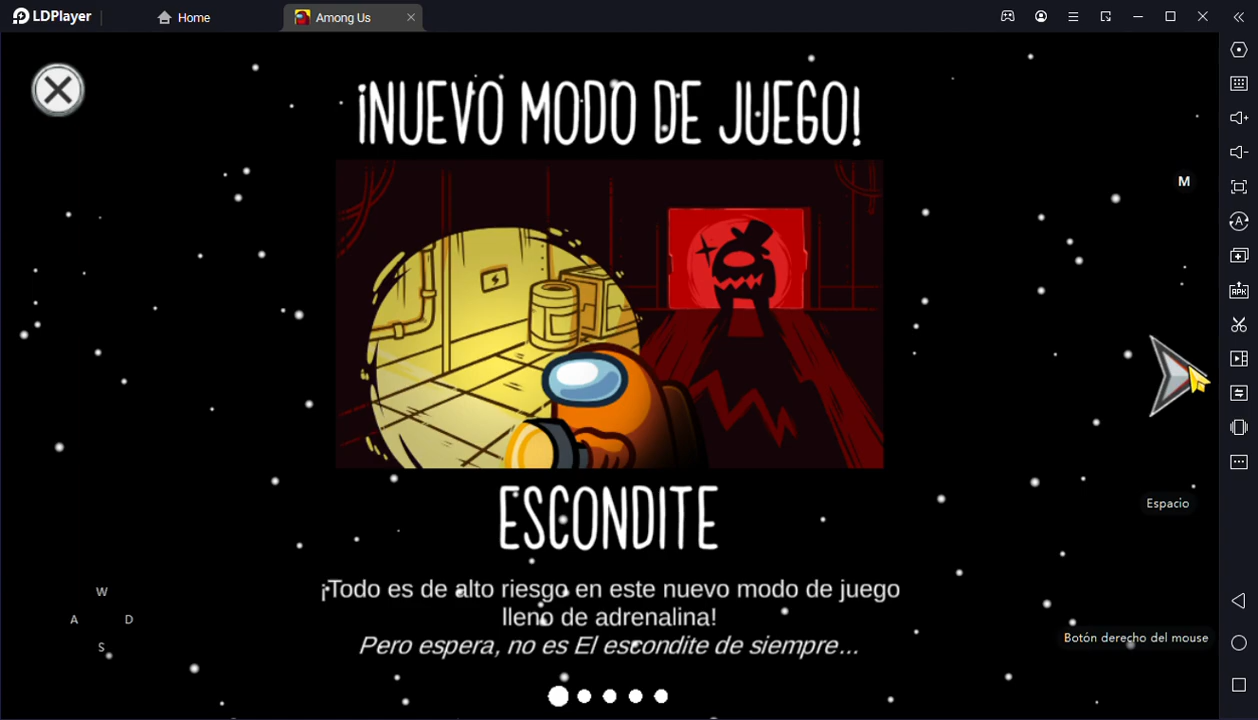 LDPlayer
Home
Among Us
¡NUEVO MODO DE JUEGO!
M
APK
A
ESCONDITE
Espacio
¡Todo es de alto riesgo en este nuevo modo de juego
lleno de adrenalina!
Pero espera, no es El escondite de siempre...
W
A D
S
Botón derecho del mouse